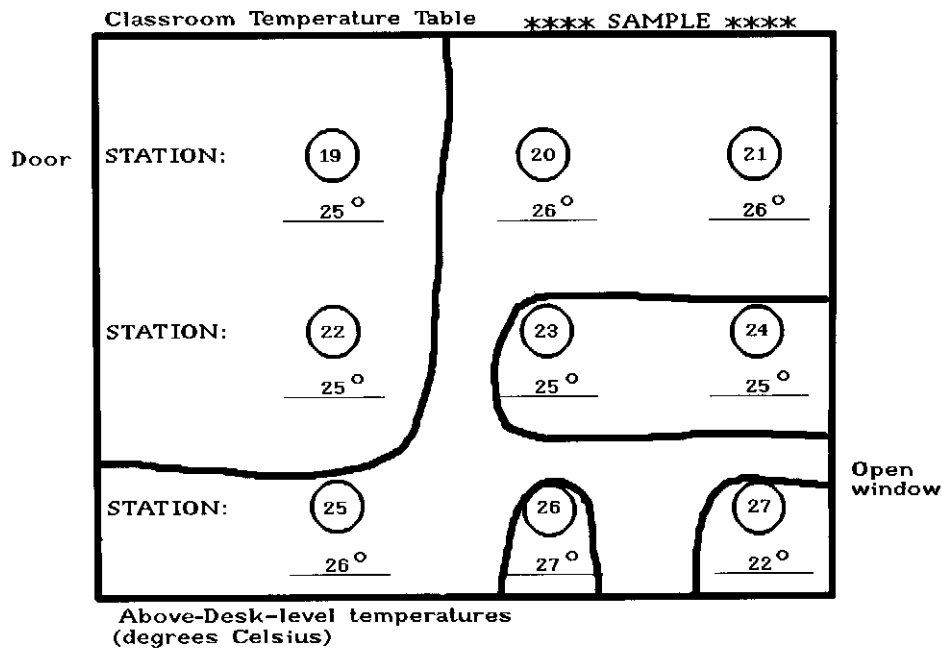 Classroom Temperature Table **** SAMPLE ****
Door STATION: 19 20 21
25° 26° 26°
STATION: 22 23 24
25° 25° 25°
Open
window
STATION: 25 26 27
26° 27° 22°
Above-Desk-level temperatures
(degrees Celsius)